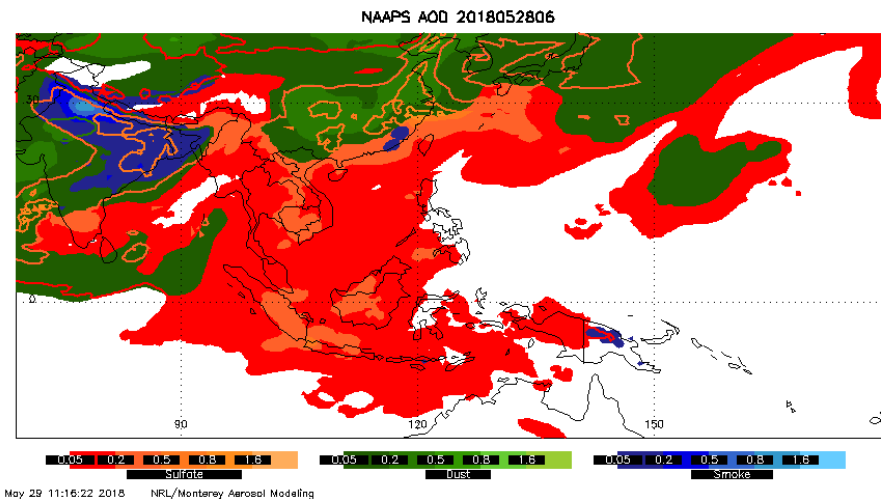 NAAPS AOD 2018052806
30
0
90 120 150
0.05 0.2 0.5 0.8 1.6 0.05 0.2 0.5 0.8 1.6 0.05 0.2 0.5 0.8 1.6
Sulfate Dust Smoke
May 29 11:16:22 2018 NRL/Monterey Aerosol Modeling